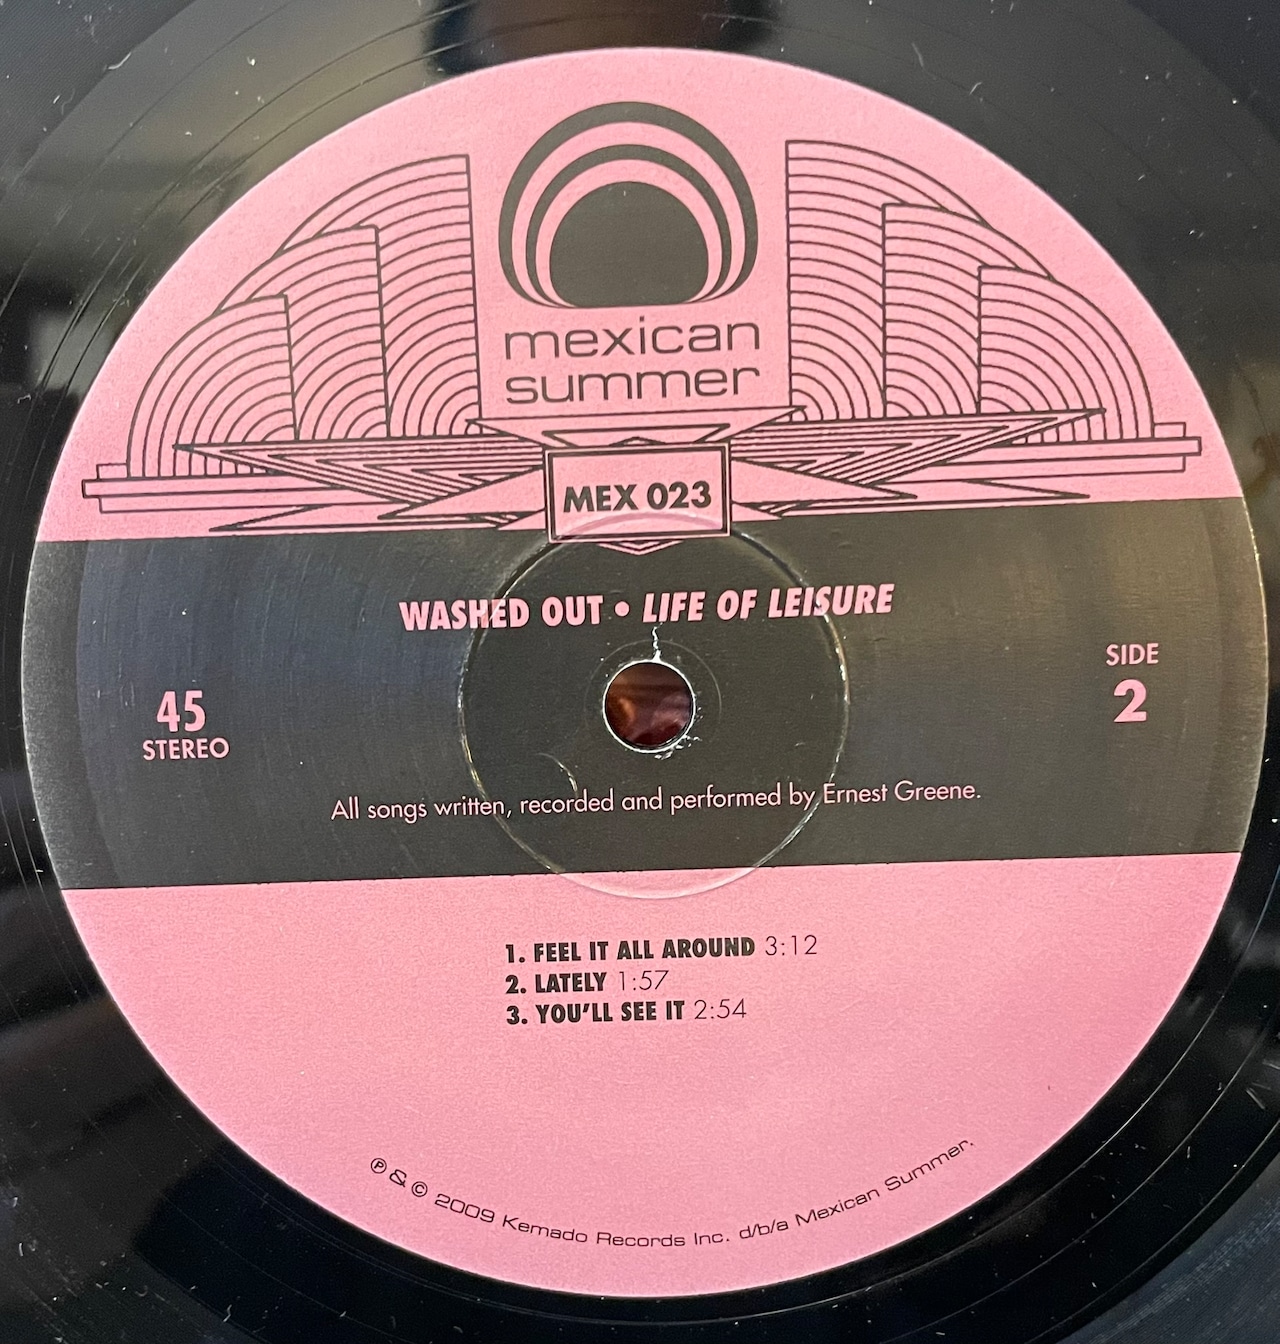 mexican
summer
MEX 023
WASHED OUT • LIFE OF LEISURE
45
STEREO
SIDE
2
All songs written, recorded and performed by Ernest Greene.
1. FEEL IT ALL AROUND 3:12
2. LATELY 1:57
3. YOU'LL SEE IT 2:54
℗ & © 2009 Kemado Records Inc. d/b/a Mexican Summer.